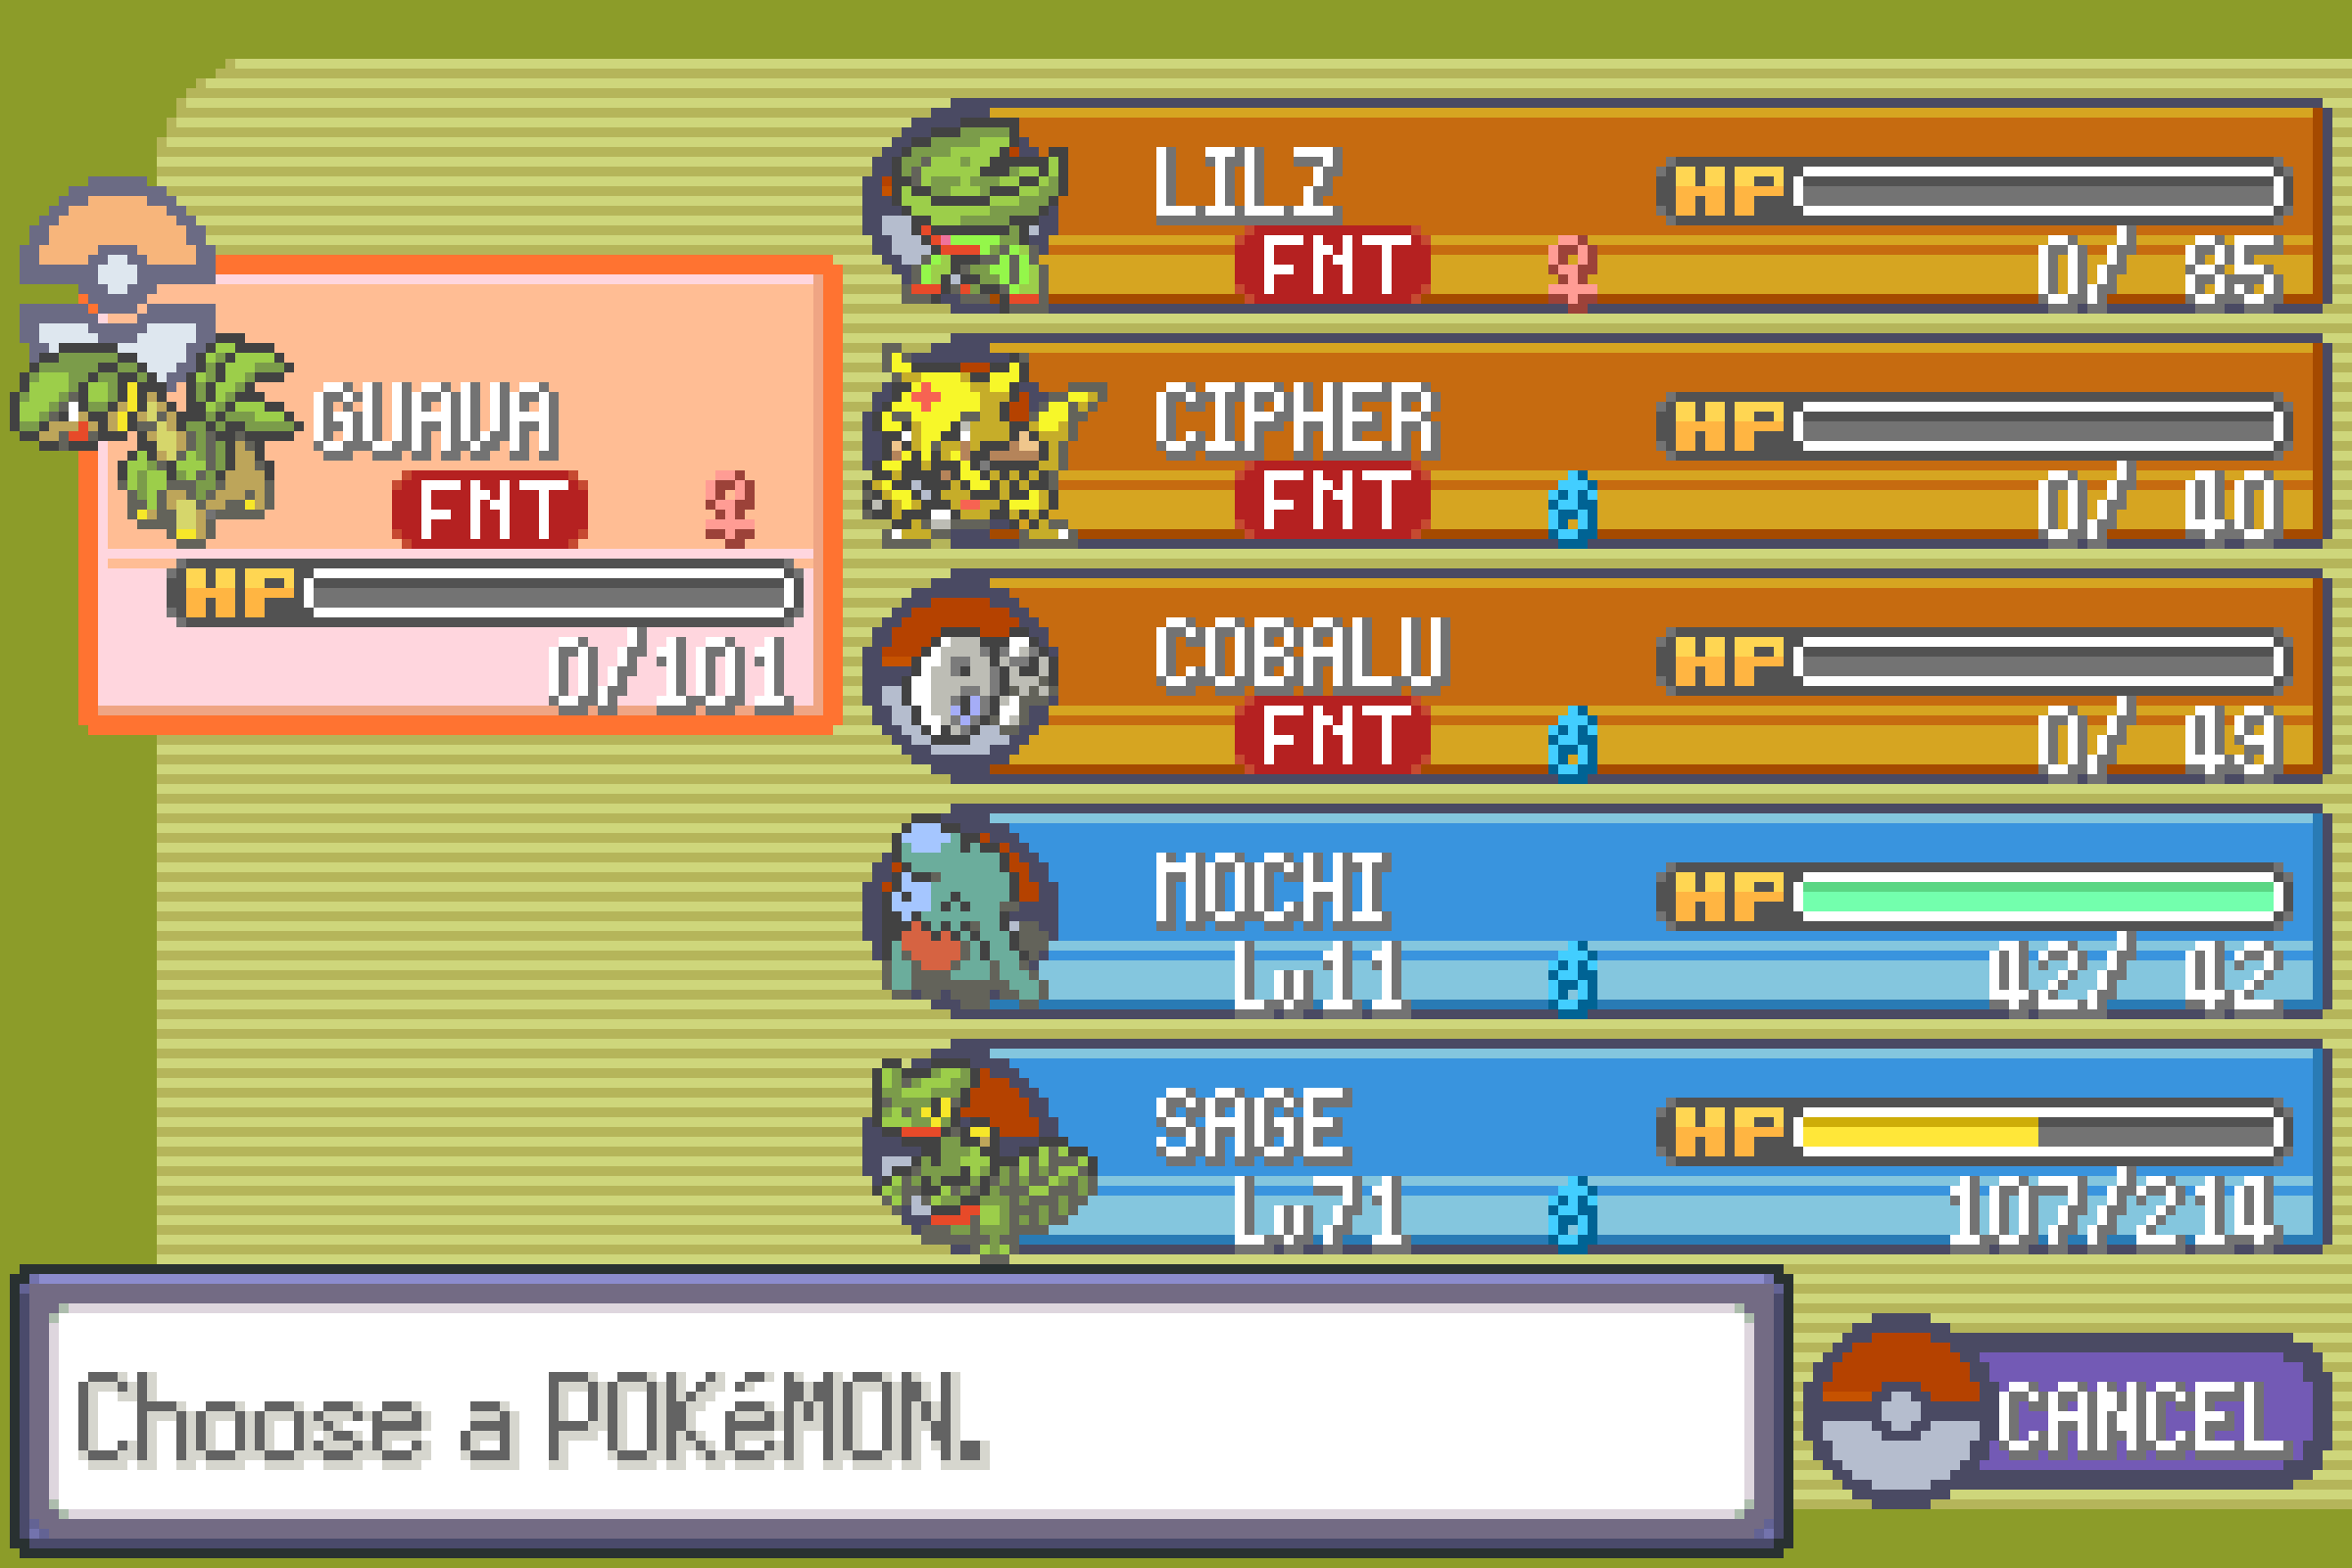 GUAVA
FNT ♀
HP
0/101
LILZ
HP
FNT ♀
0/ 85
CIPHER
HP
FNT ♂
0/ 40
COBALU
HP
FNT ♂
0/ 49
MOCHI
HP
Lv11 ♂
42/ 42
SAGE
HP
Lv71 ♂
107/214
Choose a POKéMON.
CANCEL